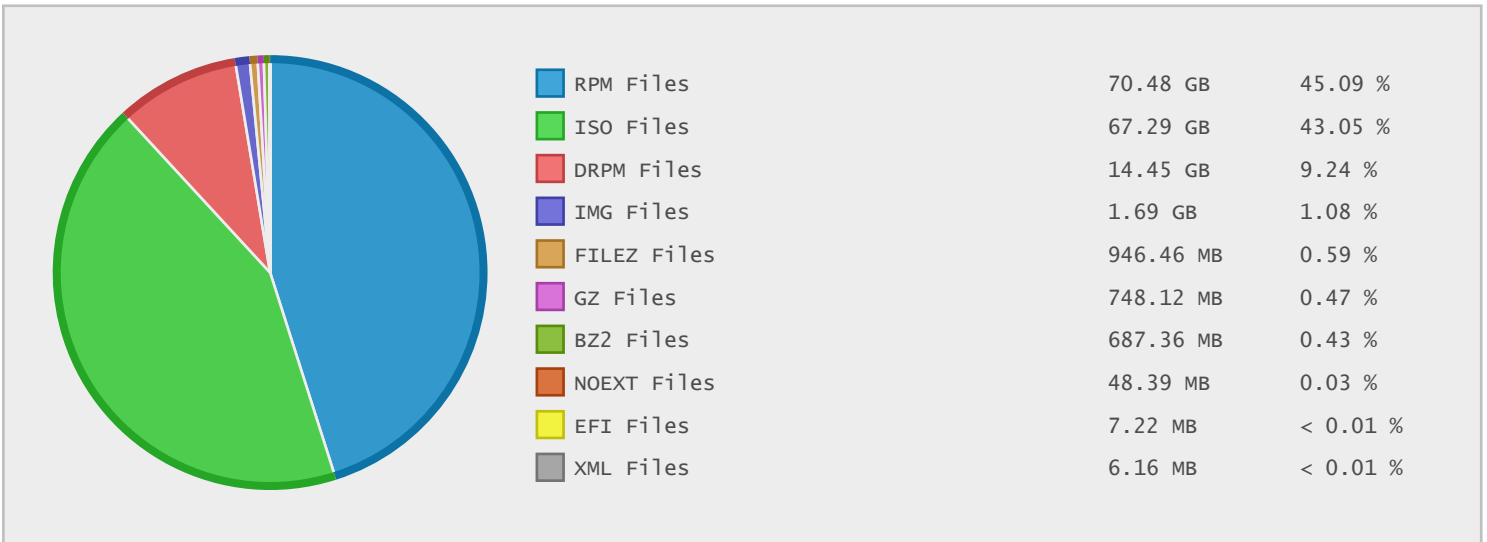 RPM Files 70.48 GB 45.09 %
ISO Files 67.29 GB 43.05 %
DRPM Files 14.45 GB 9.24 %
IMG Files 1.69 GB 1.08 %
FILEZ Files 946.46 MB 0.59 %
GZ Files 748.12 MB 0.47 %
BZ2 Files 687.36 MB 0.43 %
NOEXT Files 48.39 MB 0.03 %
EFI Files 7.22 MB < 0.01 %
XML Files 6.16 MB < 0.01 %